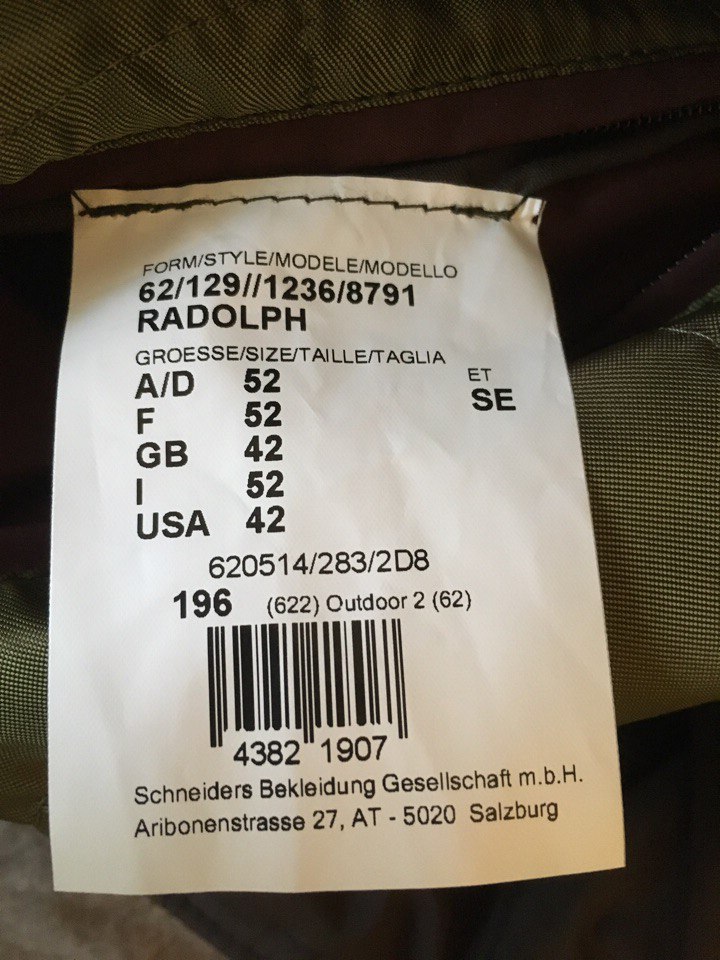 FORM/STYLE/MODELE/MODELLO
62/129//1236/8791
RADOLPH
GROESSE/SIZE/TAILLE/TAGLIA
A/D 52
F 52
GB 42
I 52
USA 42
ET
SE
620514/283/2D8
196 (622) Outdoor 2 (62)
4382 1907
Schneiders Bekleidung Gesellschaft m.b.H.
Aribonenstrasse 27, AT - 5020 Salzburg